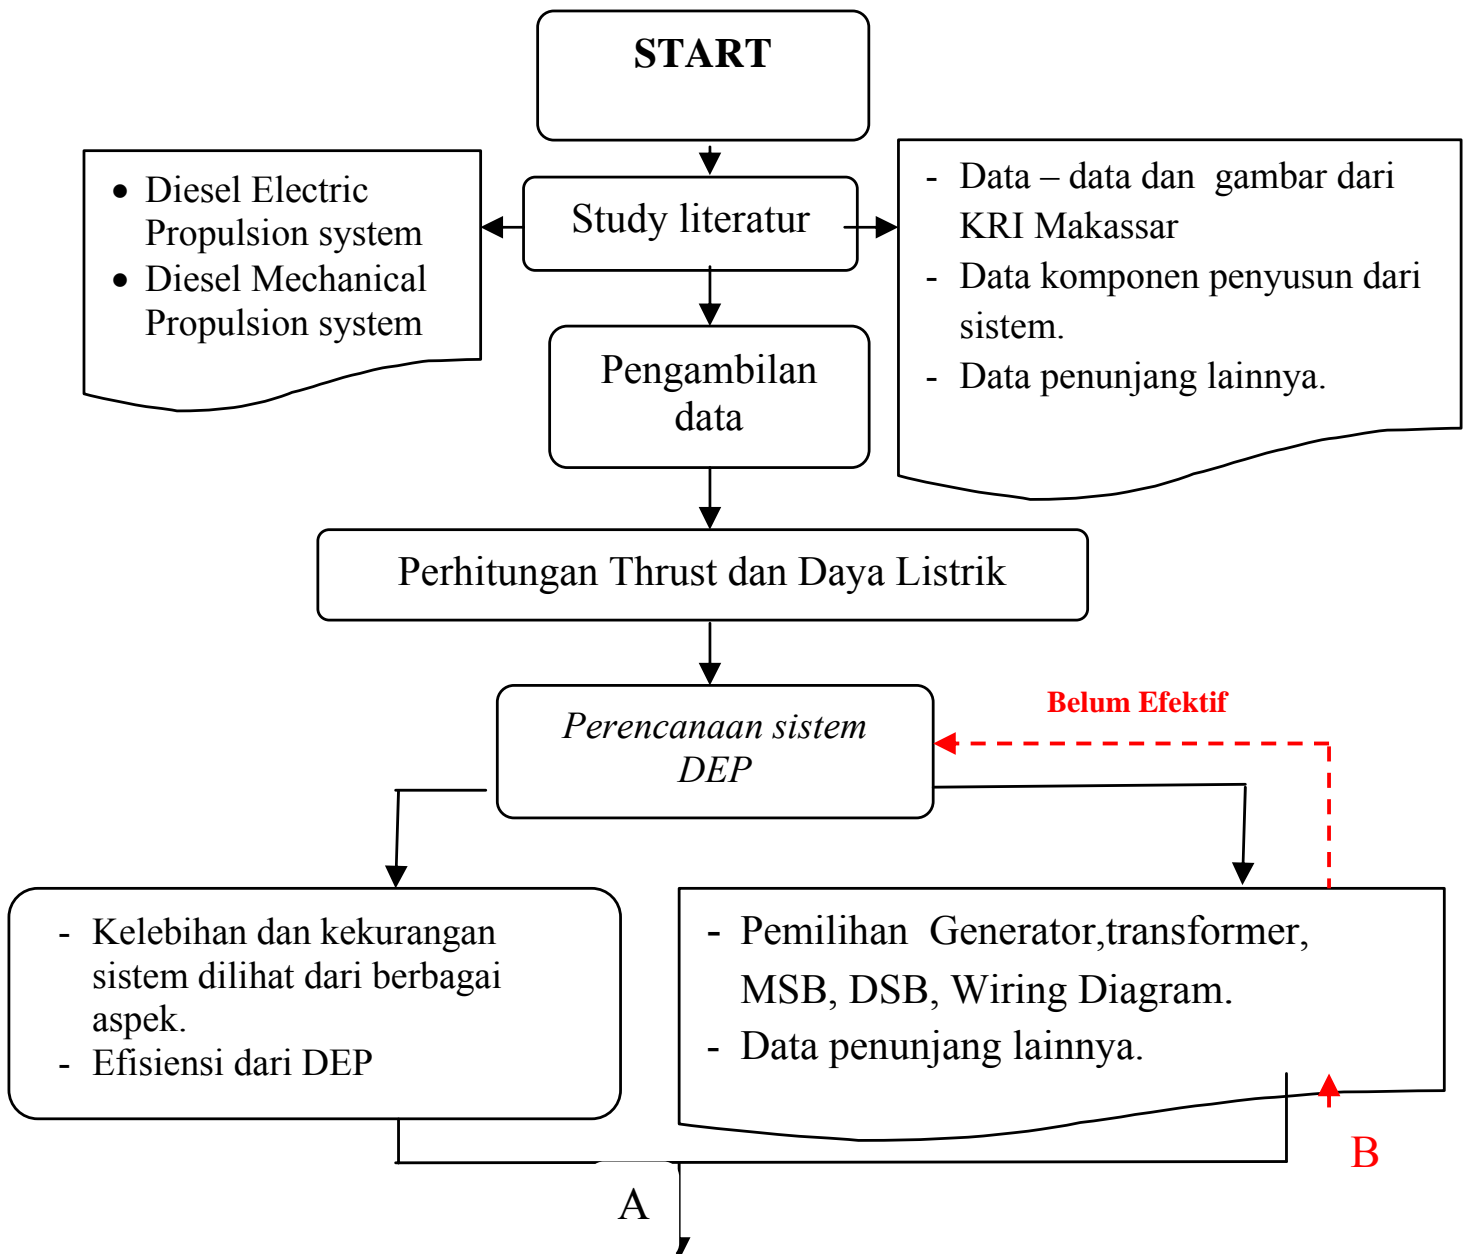 START
Study literatur
• Diesel Electric
Propulsion system
• Diesel Mechanical
Propulsion system
- Data – data dan gambar dari
KRI Makassar
- Data komponen penyusun dari
sistem.
- Data penunjang lainnya.
Pengambilan
data
Perhitungan Thrust dan Daya Listrik
Perencanaan sistem
DEP
Belum Efektif
- Kelebihan dan kekurangan
sistem dilihat dari berbagai
aspek.
- Efisiensi dari DEP
- Pemilihan Generator,transformer,
MSB, DSB, Wiring Diagram.
- Data penunjang lainnya.
B
A